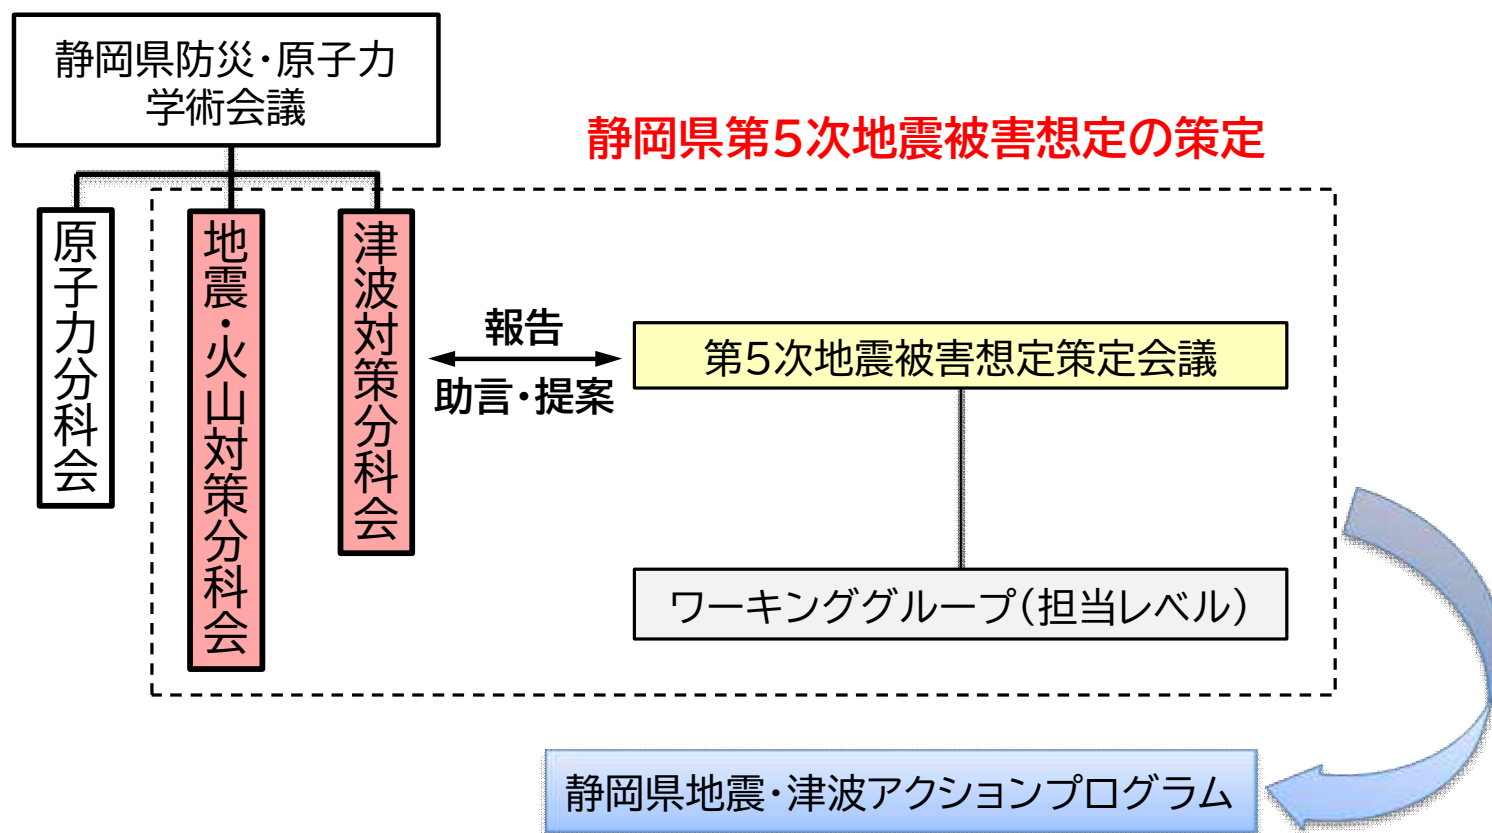 静岡県防災・原子力
学術会議
静岡県第5次地震被害想定の策定
原子力分科会
地震・火山対策分科会
津波対策分科会
報告
助言・提案
第5次地震被害想定策定会議
ワーキンググループ(担当レベル)
静岡県地震・津波アクションプログラム